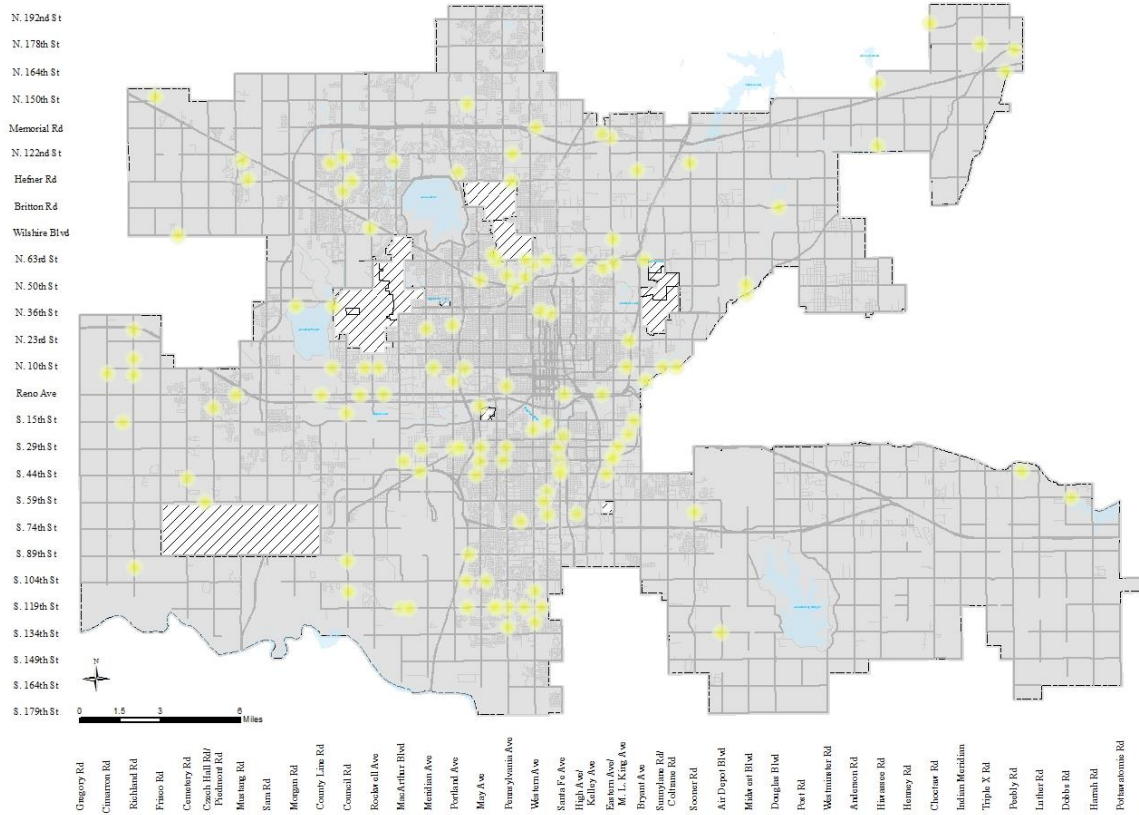 N. 192nd St
N. 178th St
N. 164th St
N. 150th St
Memorial Rd
N. 122nd St
Hefner Rd
Britton Rd
Wilshire Blvd
N. 63rd St
N. 50th St
N. 36th St
N. 23rd St
N. 10th St
Reno Ave
S. 15th St
S. 29th St
S. 44th St
S. 59th St
S. 74th St
S. 89th St
S. 104th St
S. 119th St
S. 134th St
S. 149th St
S. 164th St
S. 179th St
N
0 1.5 3 6
Miles
Gregory Rd
Cimarron Rd
Richland Rd
Frisco Rd
Cemetery Rd
Czech Hall Rd/
Piedmont Rd
Mustang Rd
Sara Rd
Morgan Rd
County Line Rd
Council Rd
Rockwell Ave
MacArthur Blvd
Meridian Ave
Portland Ave
May Ave
Pennsylvania Ave
Western Ave
Santa Fe Ave
High Ave/
Kelley Ave
Eastern Ave/
M. L. King Ave
Bryant Ave
Sunnylane Rd/
Coltrane Rd
Sooner Rd
Air Depot Blvd
Midwest Blvd
Douglas Blvd
Post Rd
Westminster Rd
Anderson Rd
Hiwassee Rd
Henney Rd
Choctaw Rd
Indian Meridian
Triple X Rd
Peebly Rd
Luther Rd
Dobbs Rd
Harrah Rd
Pottawatomie Rd